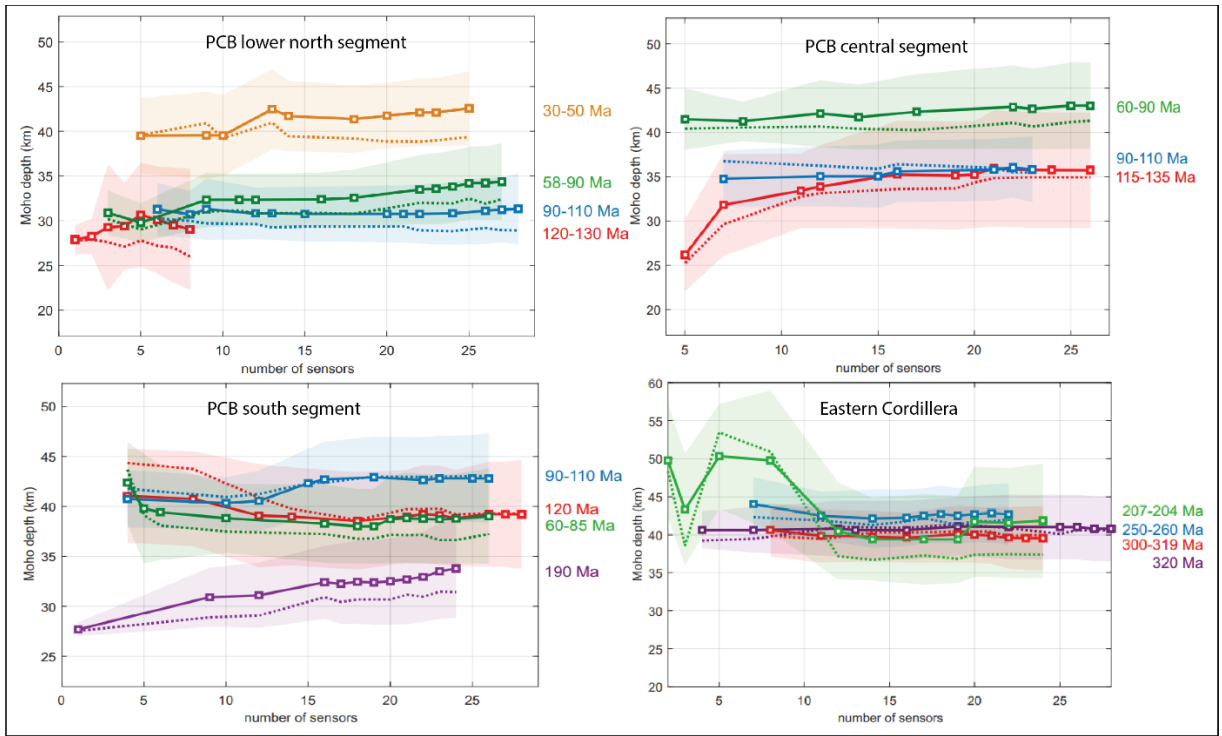 PCB lower north segment
50
45
40
35
30
25
20
Moho depth (km)
0
5
10
15
20
25
number of sensors
30-50 Ma
58-90 Ma
90-110 Ma
120-130 Ma
PCB central segment
50
45
40
35
30
25
20
Moho depth (km)
5
10
15
20
25
number of sensors
60-90 Ma
90-110 Ma
115-135 Ma
PCB south segment
50
45
40
35
30
25
Moho depth (km)
0
5
10
15
20
25
number of sensors
90-110 Ma
120 Ma
60-85 Ma
190 Ma
Eastern Cordillera
60
55
50
45
40
35
30
25
20
Moho depth (km)
5
10
15
20
25
number of sensors
207-204 Ma
250-260 Ma
300-319 Ma
320 Ma